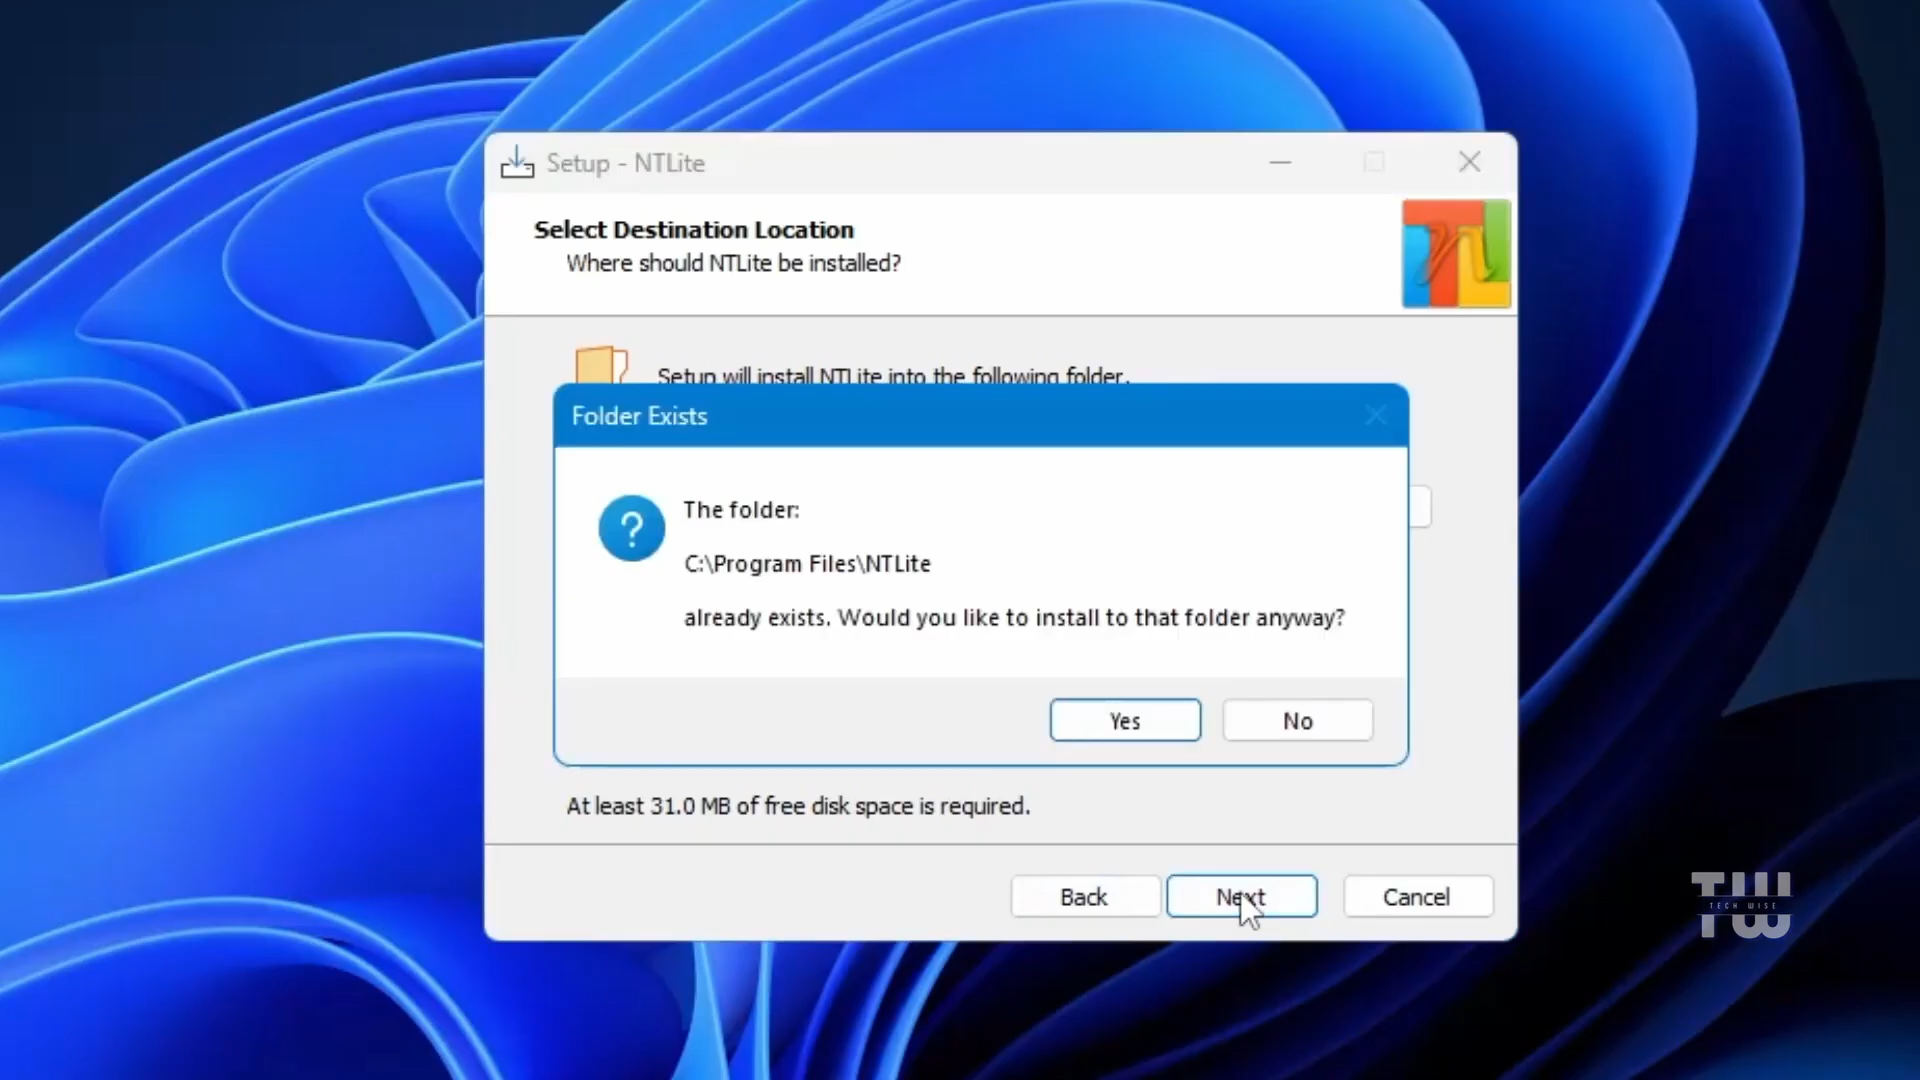 Setup - NTLite
Select Destination Location
Where should NTLite be installed?
Setup will install NTLite into the following folder.
Folder Exists
The folder:
C:\Program Files\NTLite
already exists. Would you like to install to that folder anyway?
Yes
No
At least 31.0 MB of free disk space is required.
Back
Next
Cancel
TW
TECH WISE